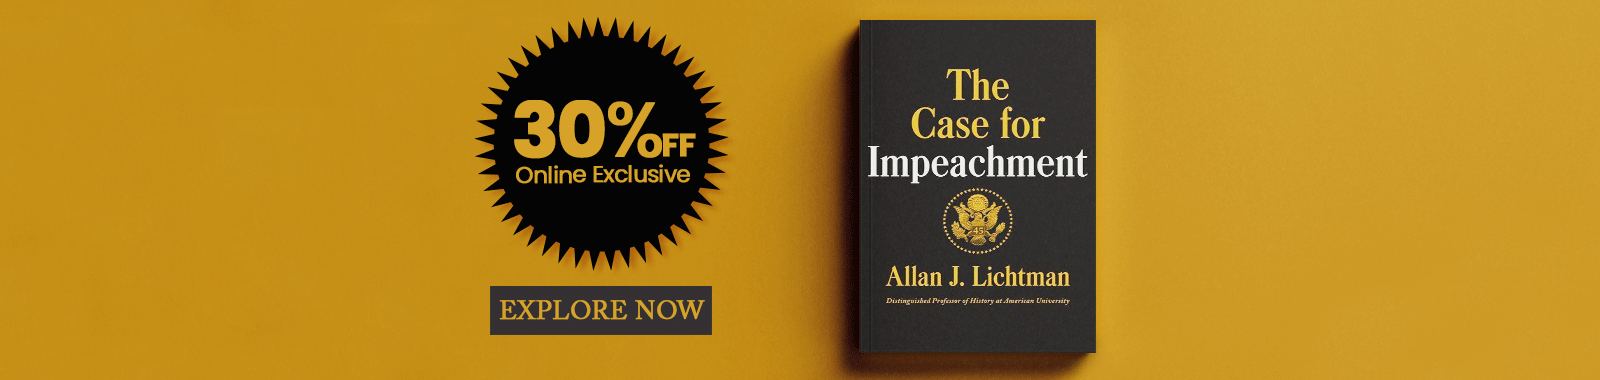 30% OFF
Online Exclusive
EXPLORE NOW
The
Case for
Impeachment
45
Allan J. Lichtman
Distinguished Professor of History at American University